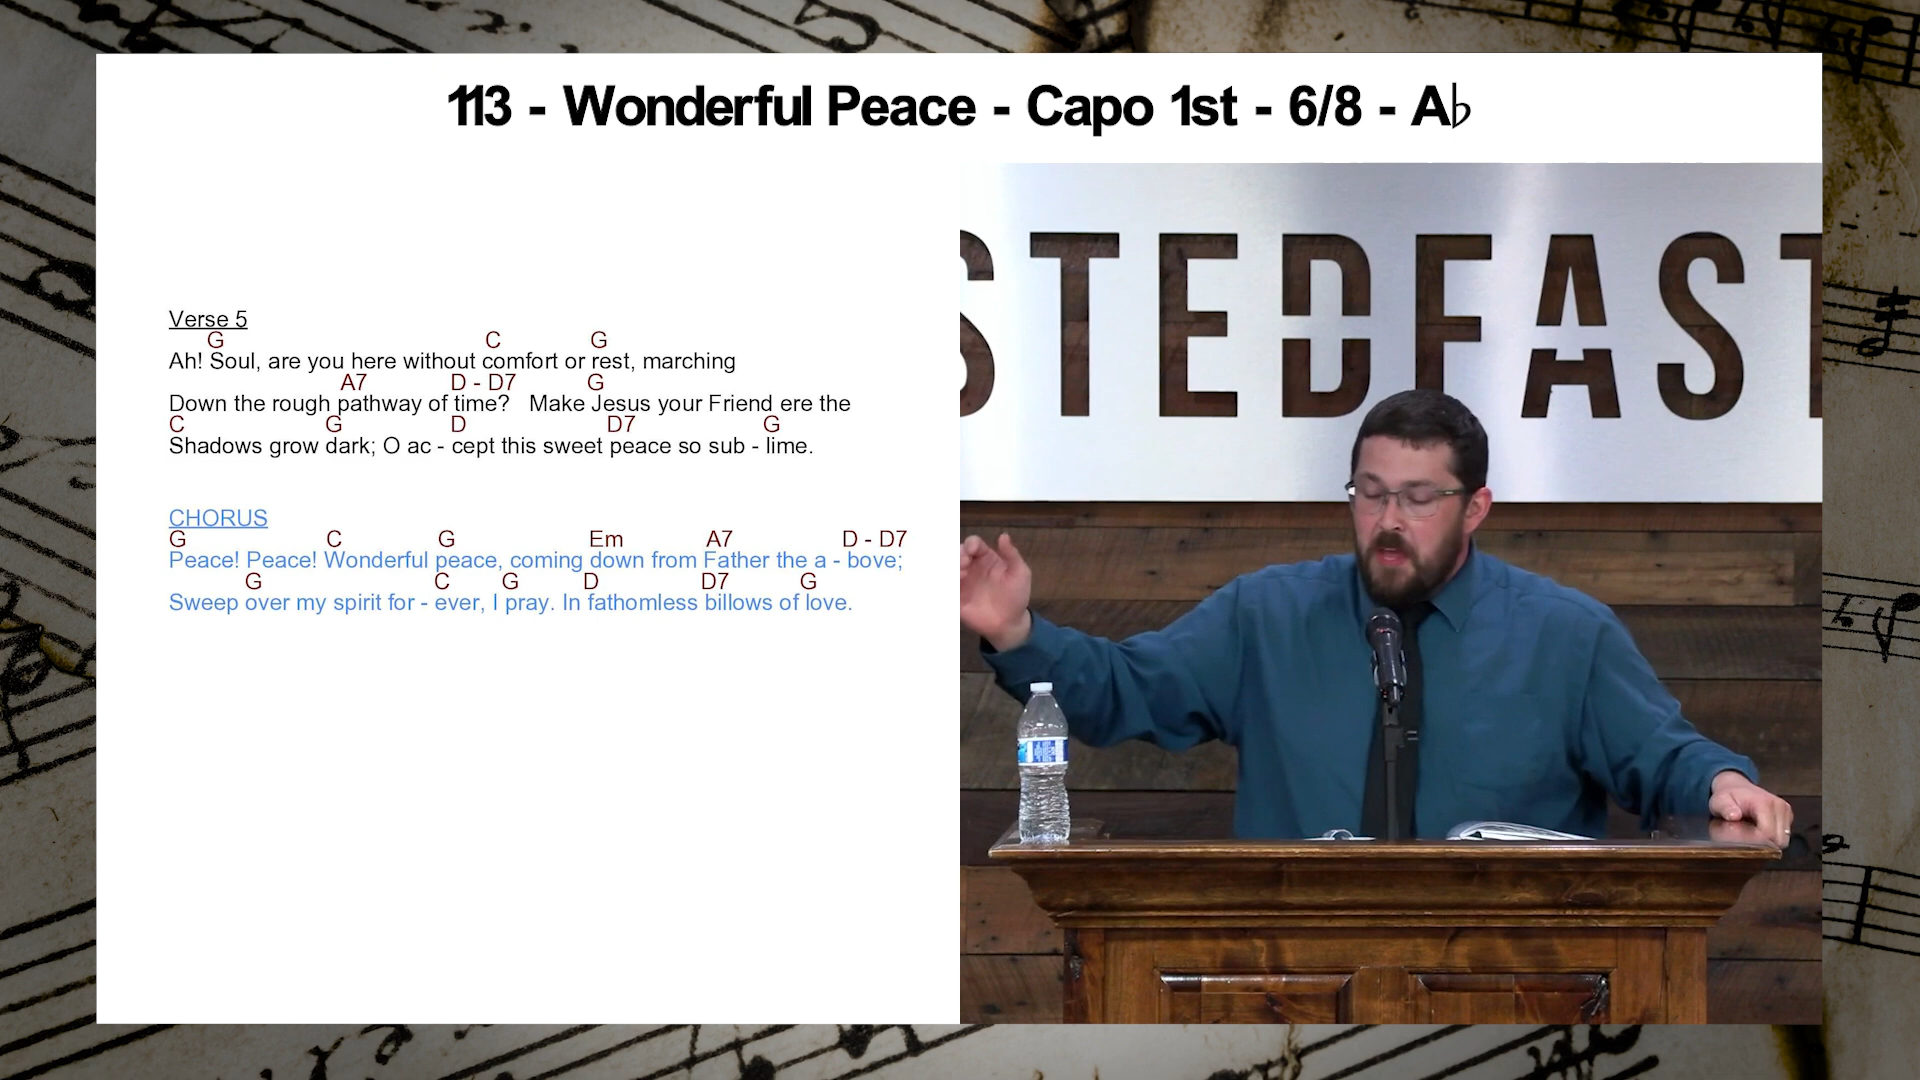 113 - Wonderful Peace - Capo 1st - 6/8 - A♭
Verse 5
G C G
Ah! Soul, are you here without comfort or rest, marching
A7 D - D7 G
Down the rough pathway of time? Make Jesus your Friend ere the
C G D D7 G
Shadows grow dark; O ac - cept this sweet peace so sub - lime.
CHORUS
G C G Em A7 D - D7
Peace! Peace! Wonderful peace, coming down from Father the a - bove;
G C G D D7 G
Sweep over my spirit for - ever, I pray. In fathomless billows of love.
STEDFAST